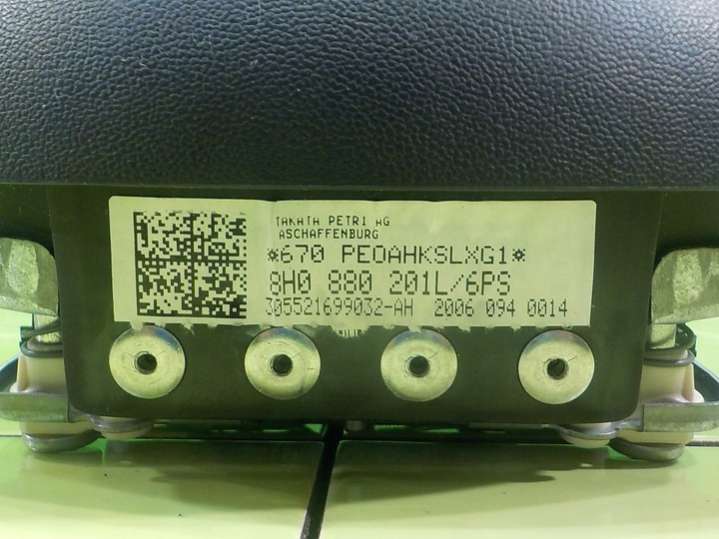 TAKATA PETRI AG
ASCHAFFENBURG
*670 PEOAHKSLXG1*
8H0 880 201L/6PS
305521699032-AH 2006 094 0014